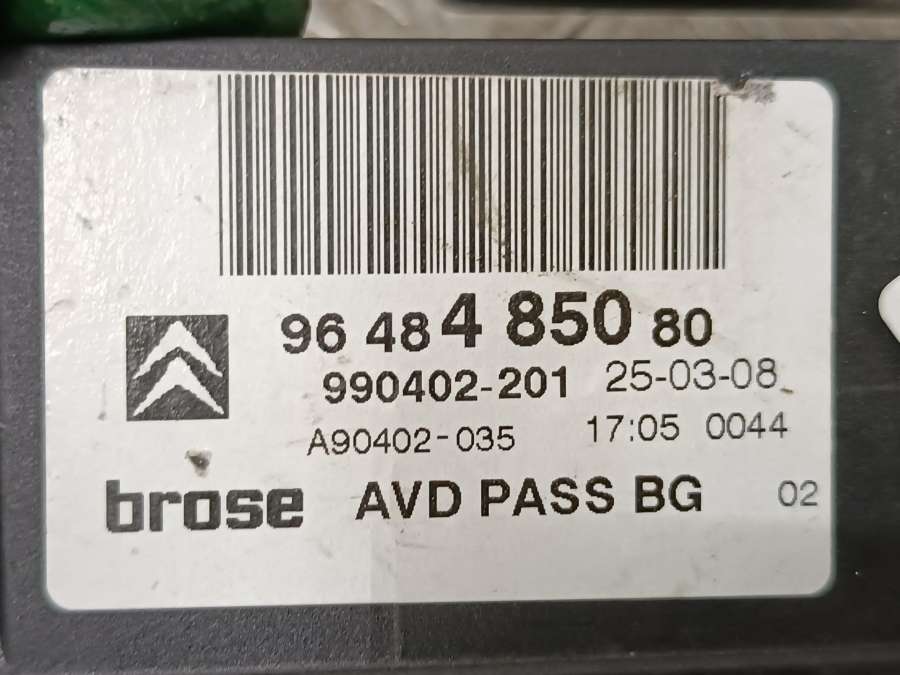 96 48 4 850 80
990402-201 25-03-08
A90402-035 17:05 0044
brose AVD PASS BG 02